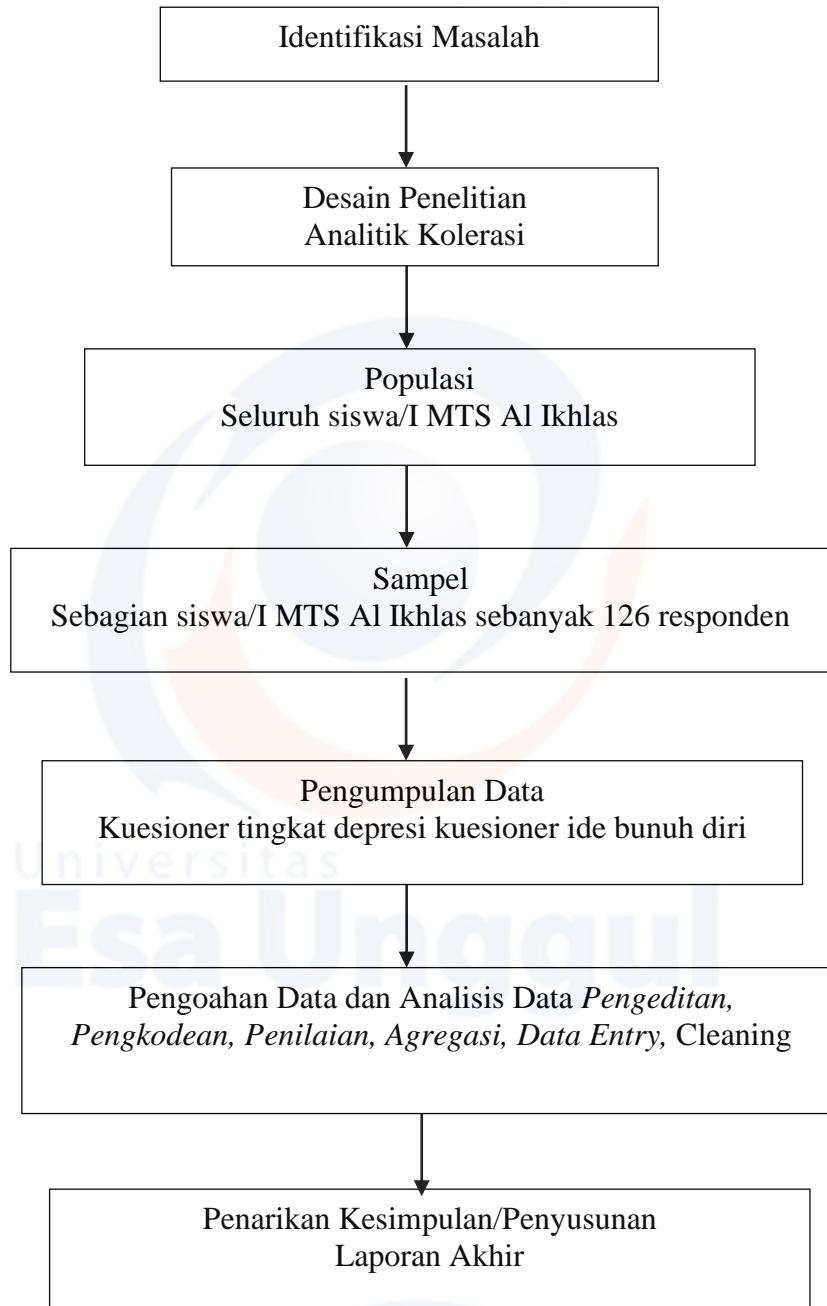 Identifikasi Masalah
Desain Penelitian
Analitik Kolerasi
Populasi
Seluruh siswa/I MTS Al Ikhlas
Sampel
Sebagian siswa/I MTS Al Ikhlas sebanyak 126 responden
Pengumpulan Data
Kuesioner tingkat depresi kuesioner ide bunuh diri
Universitas
Esa Unggul
Pengoahan Data dan Analisis Data Pengeditan,
Pengkodean, Penilaian, Agregasi, Data Entry, Cleaning
Penarikan Kesimpulan/Penyusunan
Laporan Akhir